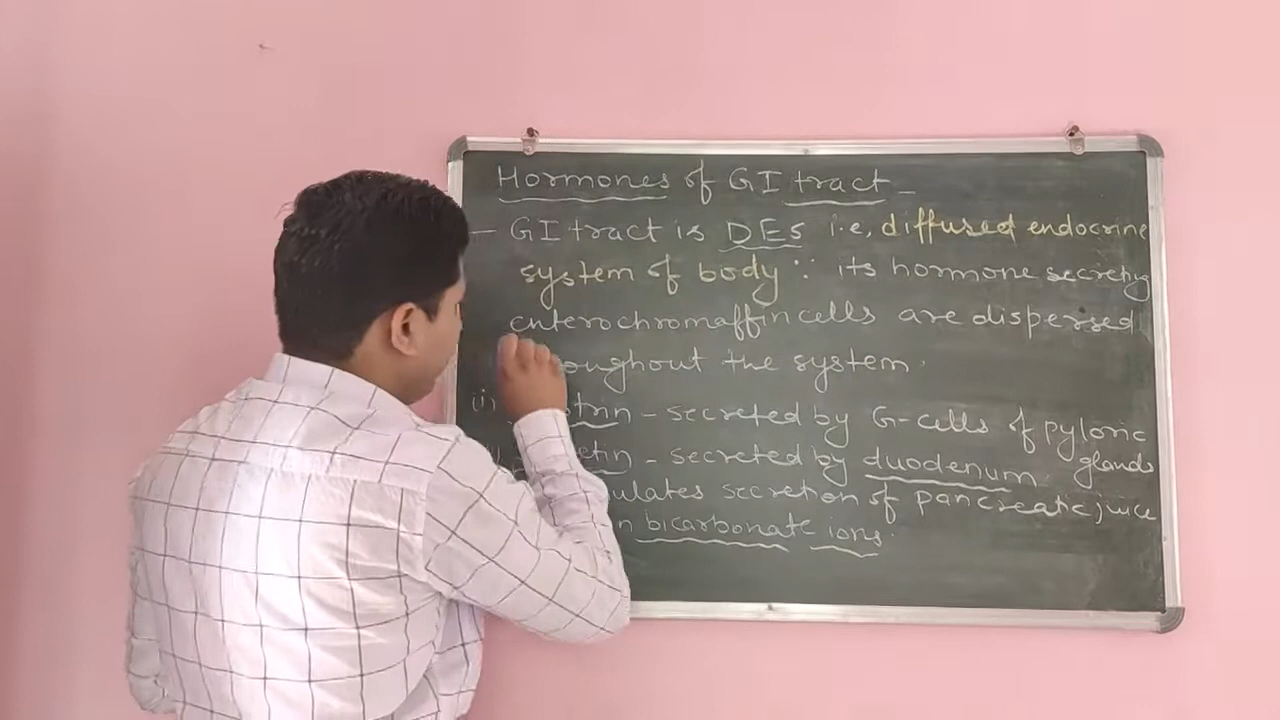 Hormones of GI tract -
- GI tract is DES i.e, diffused endocrine
system of body ∵ its hormone secreting
enterochromaffin cells are dispersed
oughout the system.
(i) trin - secreted by G-cells of pyloric
glands
etin - secreted by duodenum
ulates secretion of pancreatic juice
n bicarbonate ions.